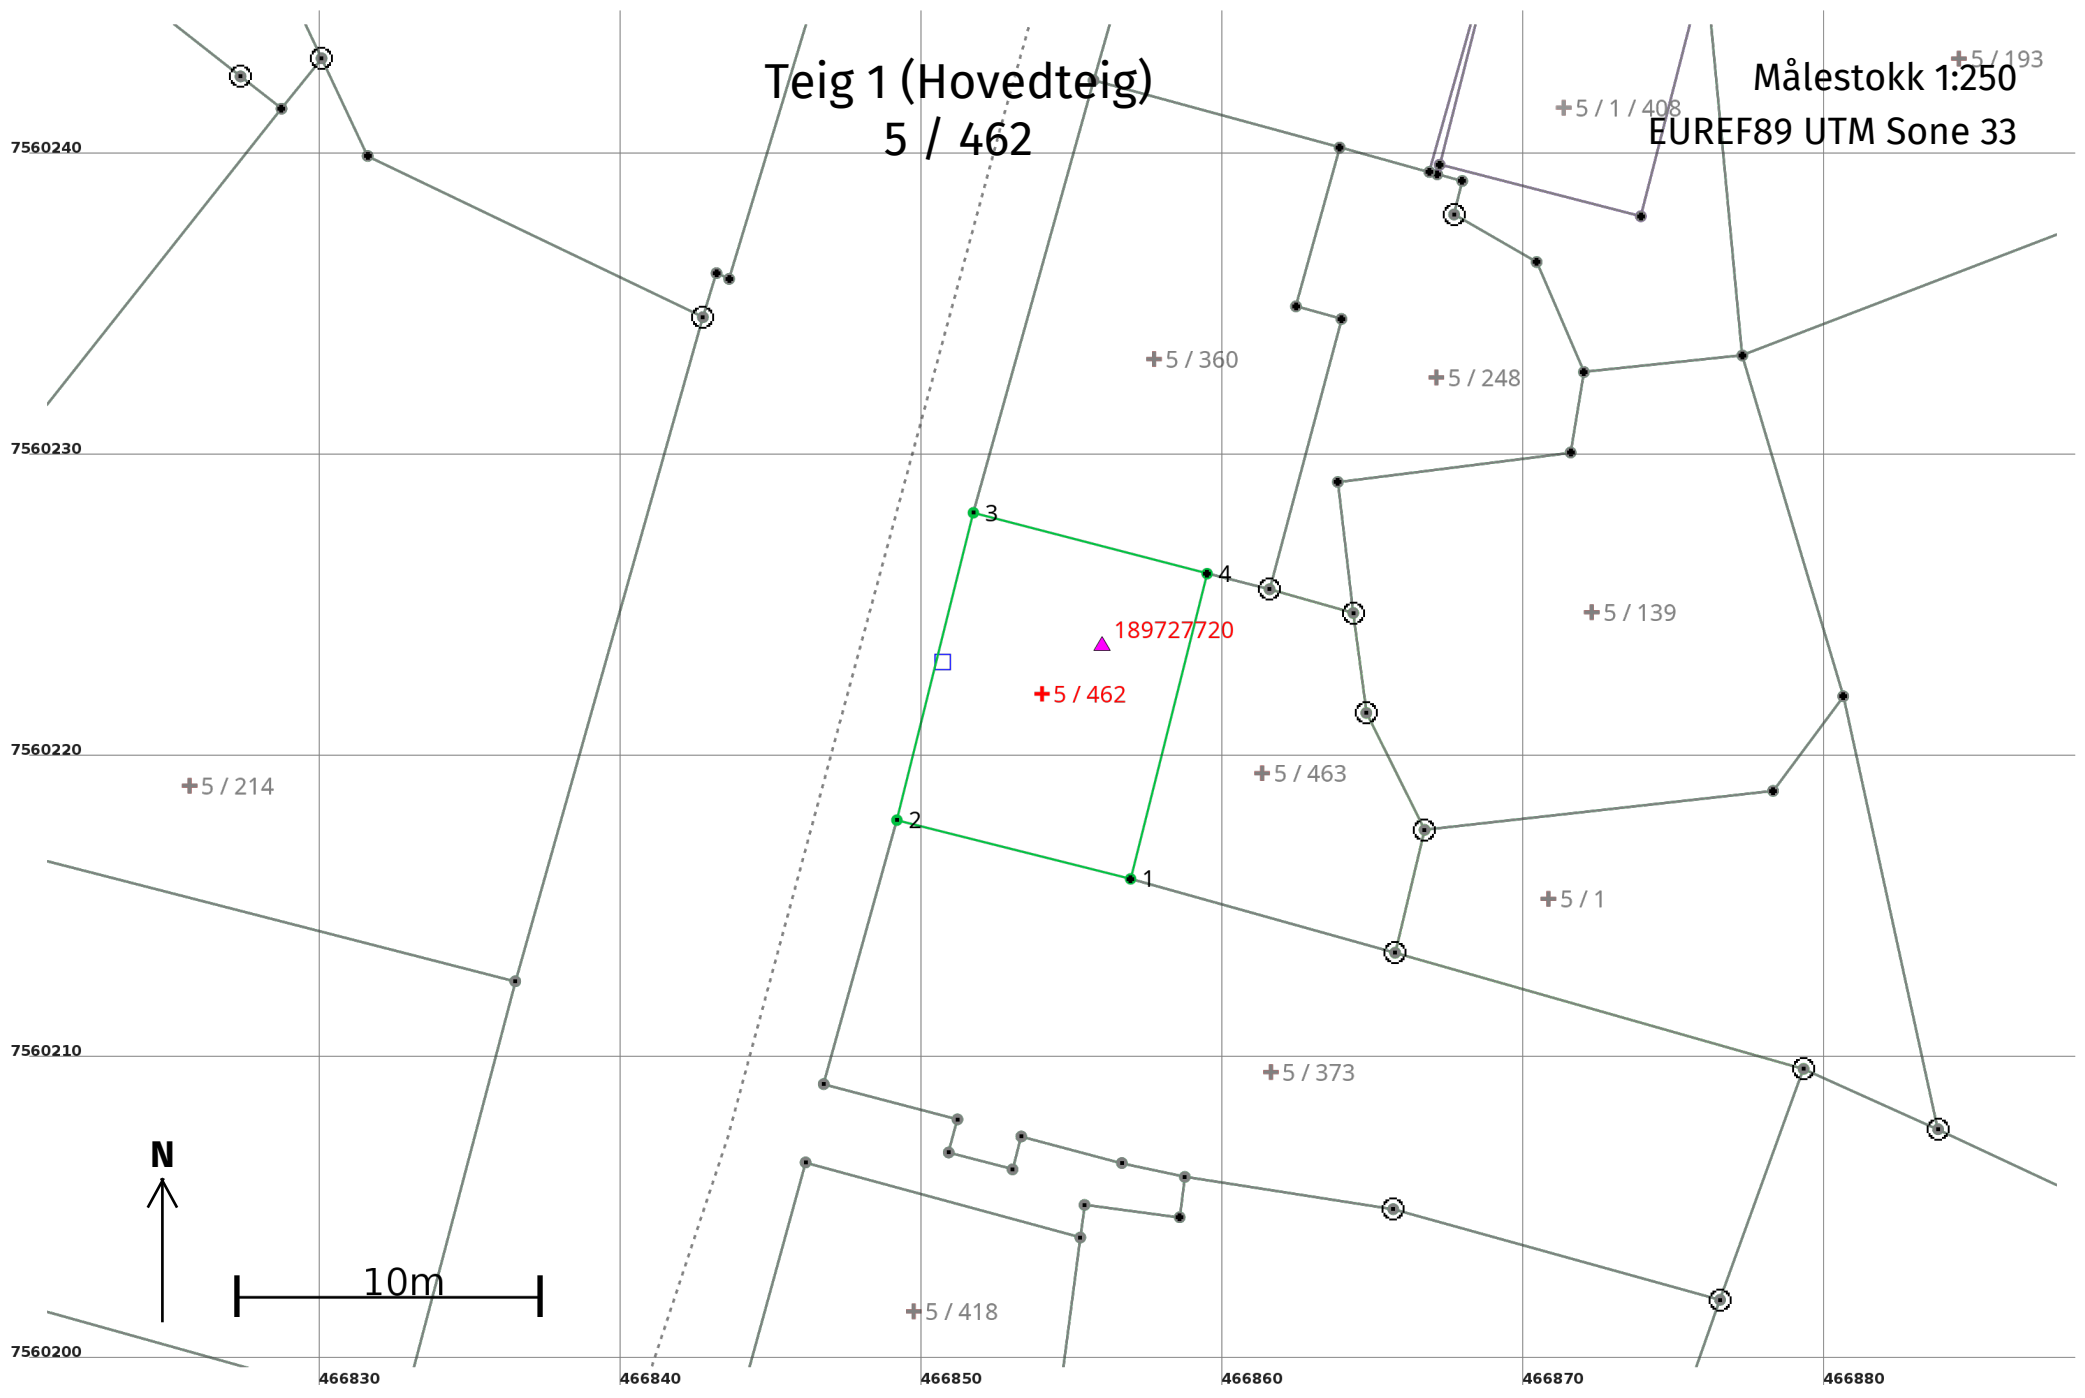 Teig 1 (Hovedteig)
5 / 462
Målestokk 1:250
EUREF89 UTM Sone 33
5 / 193
5 / 1 / 408
7560240
5 / 360
5 / 248
7560230
3
4
5 / 139
189727720
5 / 462
7560220
5 / 463
5 / 214
2
1
5 / 1
7560210
5 / 373
N
10m
5 / 418
7560200
466830
466840
466850
466860
466870
466880